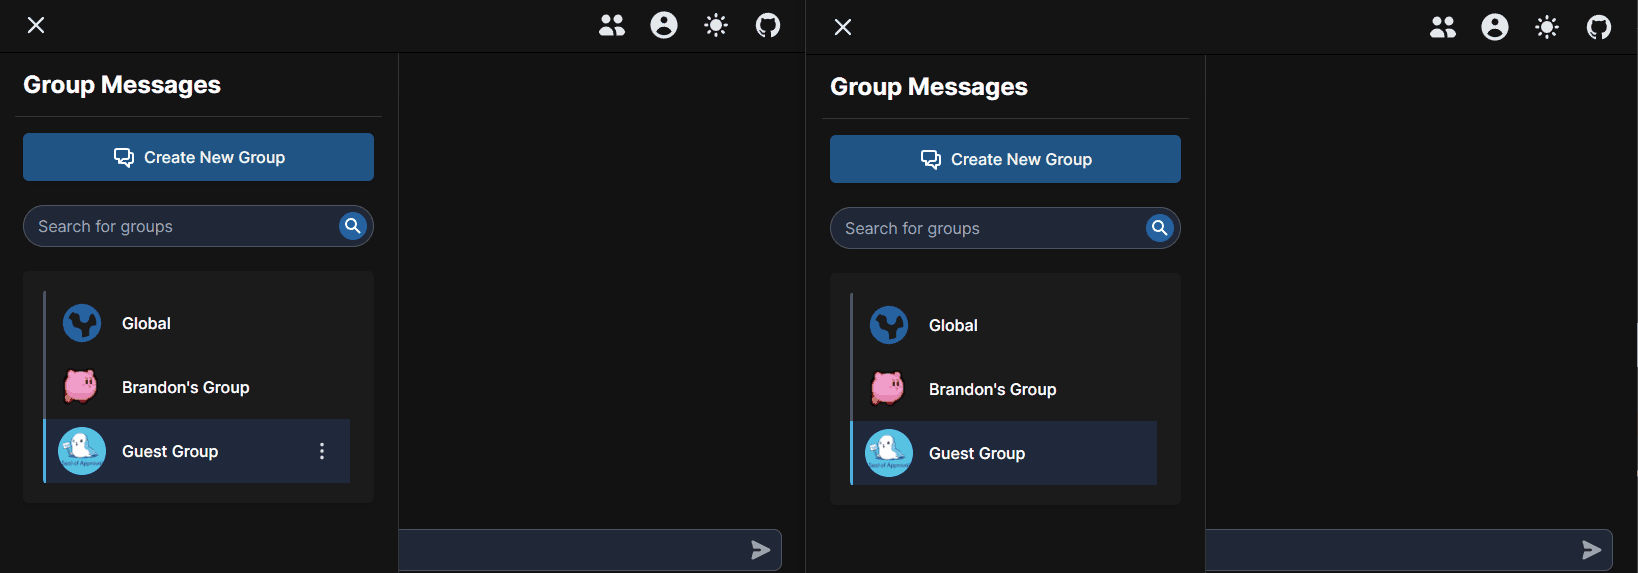 Group Messages
Create New Group
Search for groups
Global
Brandon's Group
Guest Group
Group Messages
Create New Group
Search for groups
Global
Brandon's Group
Guest Group